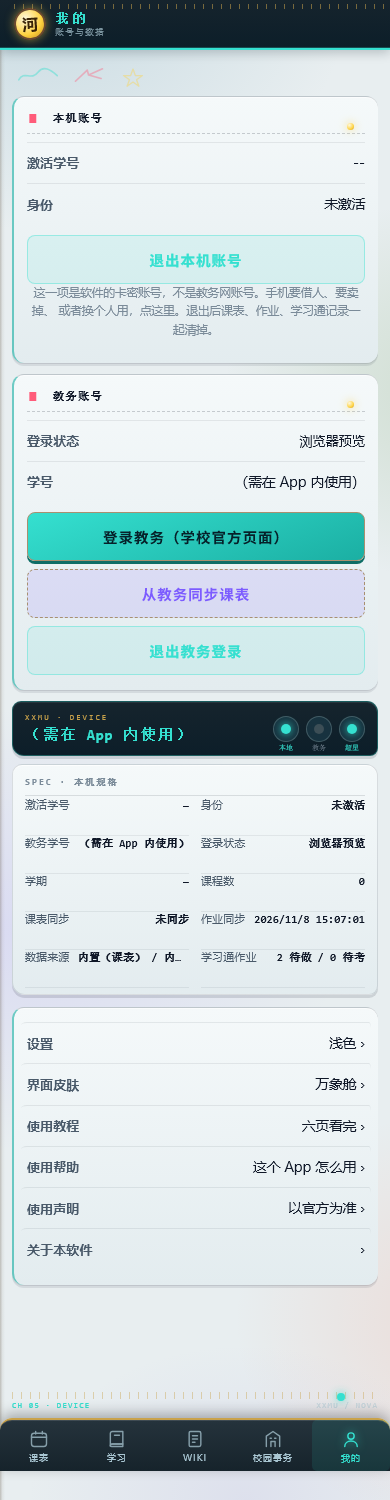 河
我的
账号与数据
本机账号
激活学号
--
身份
未激活
退出本机账号
这一项是软件的卡密账号，不是教务网账号。手机要借人、要卖
掉、 或者换个人用，点这里。退出后课表、作业、学习通记录一
起清掉。
教务账号
登录状态
浏览器预览
学号
（需在 App 内使用）
登录教务（学校官方页面）
从教务同步课表
退出教务登录
XXMU · DEVICE
（需在 App 内使用）
本地
教务
超星
SPEC · 本机规格
激活学号
—
身份
未激活
教务学号
（需在 App 内使用）
登录状态
浏览器预览
学期
—
课程数
0
课表同步
未同步
作业同步
2026/11/8 15:07:01
数据来源
内置（课表） / 内…
学习通作业
2 待做 / 0 待考
设置
浅色 ›
界面皮肤
万象舱 ›
使用教程
六页看完 ›
使用帮助
这个 App 怎么用 ›
使用声明
以官方为准 ›
关于本软件
›
CH 05 · DEVICE
课表
学习
WIKI
校园事务
我的